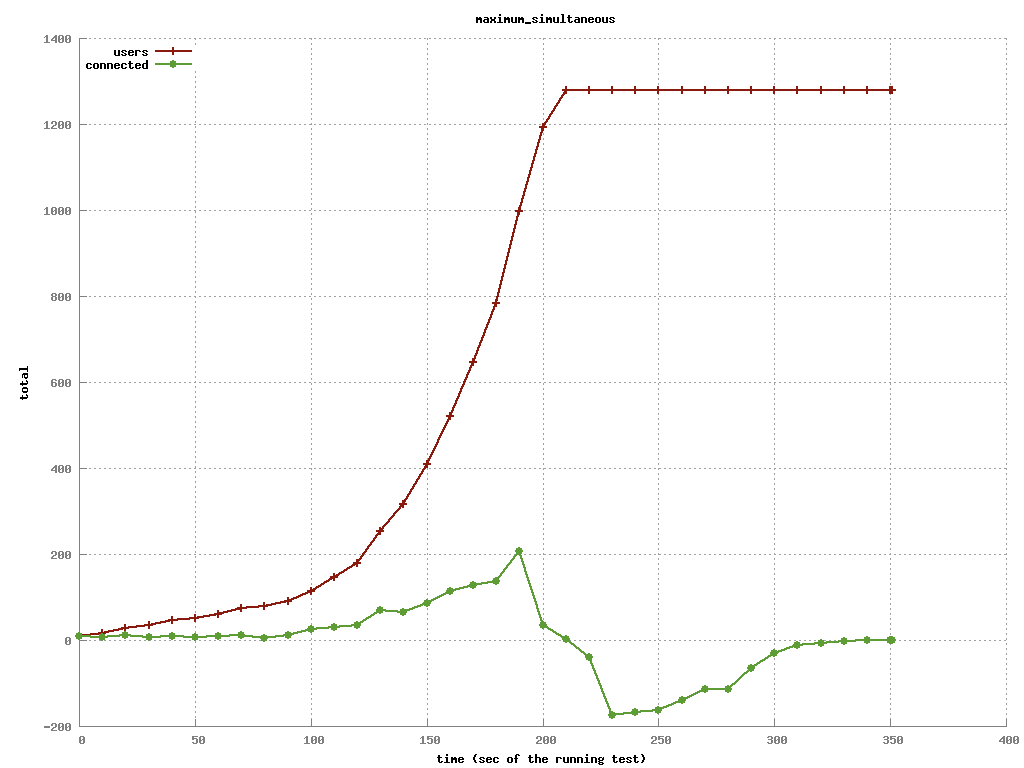 maximum_simultaneous
users
connected
1400
1200
1000
800
600
400
200
0
-200
total
0 50 100 150 200 250 300 350 400
time (sec of the running test)